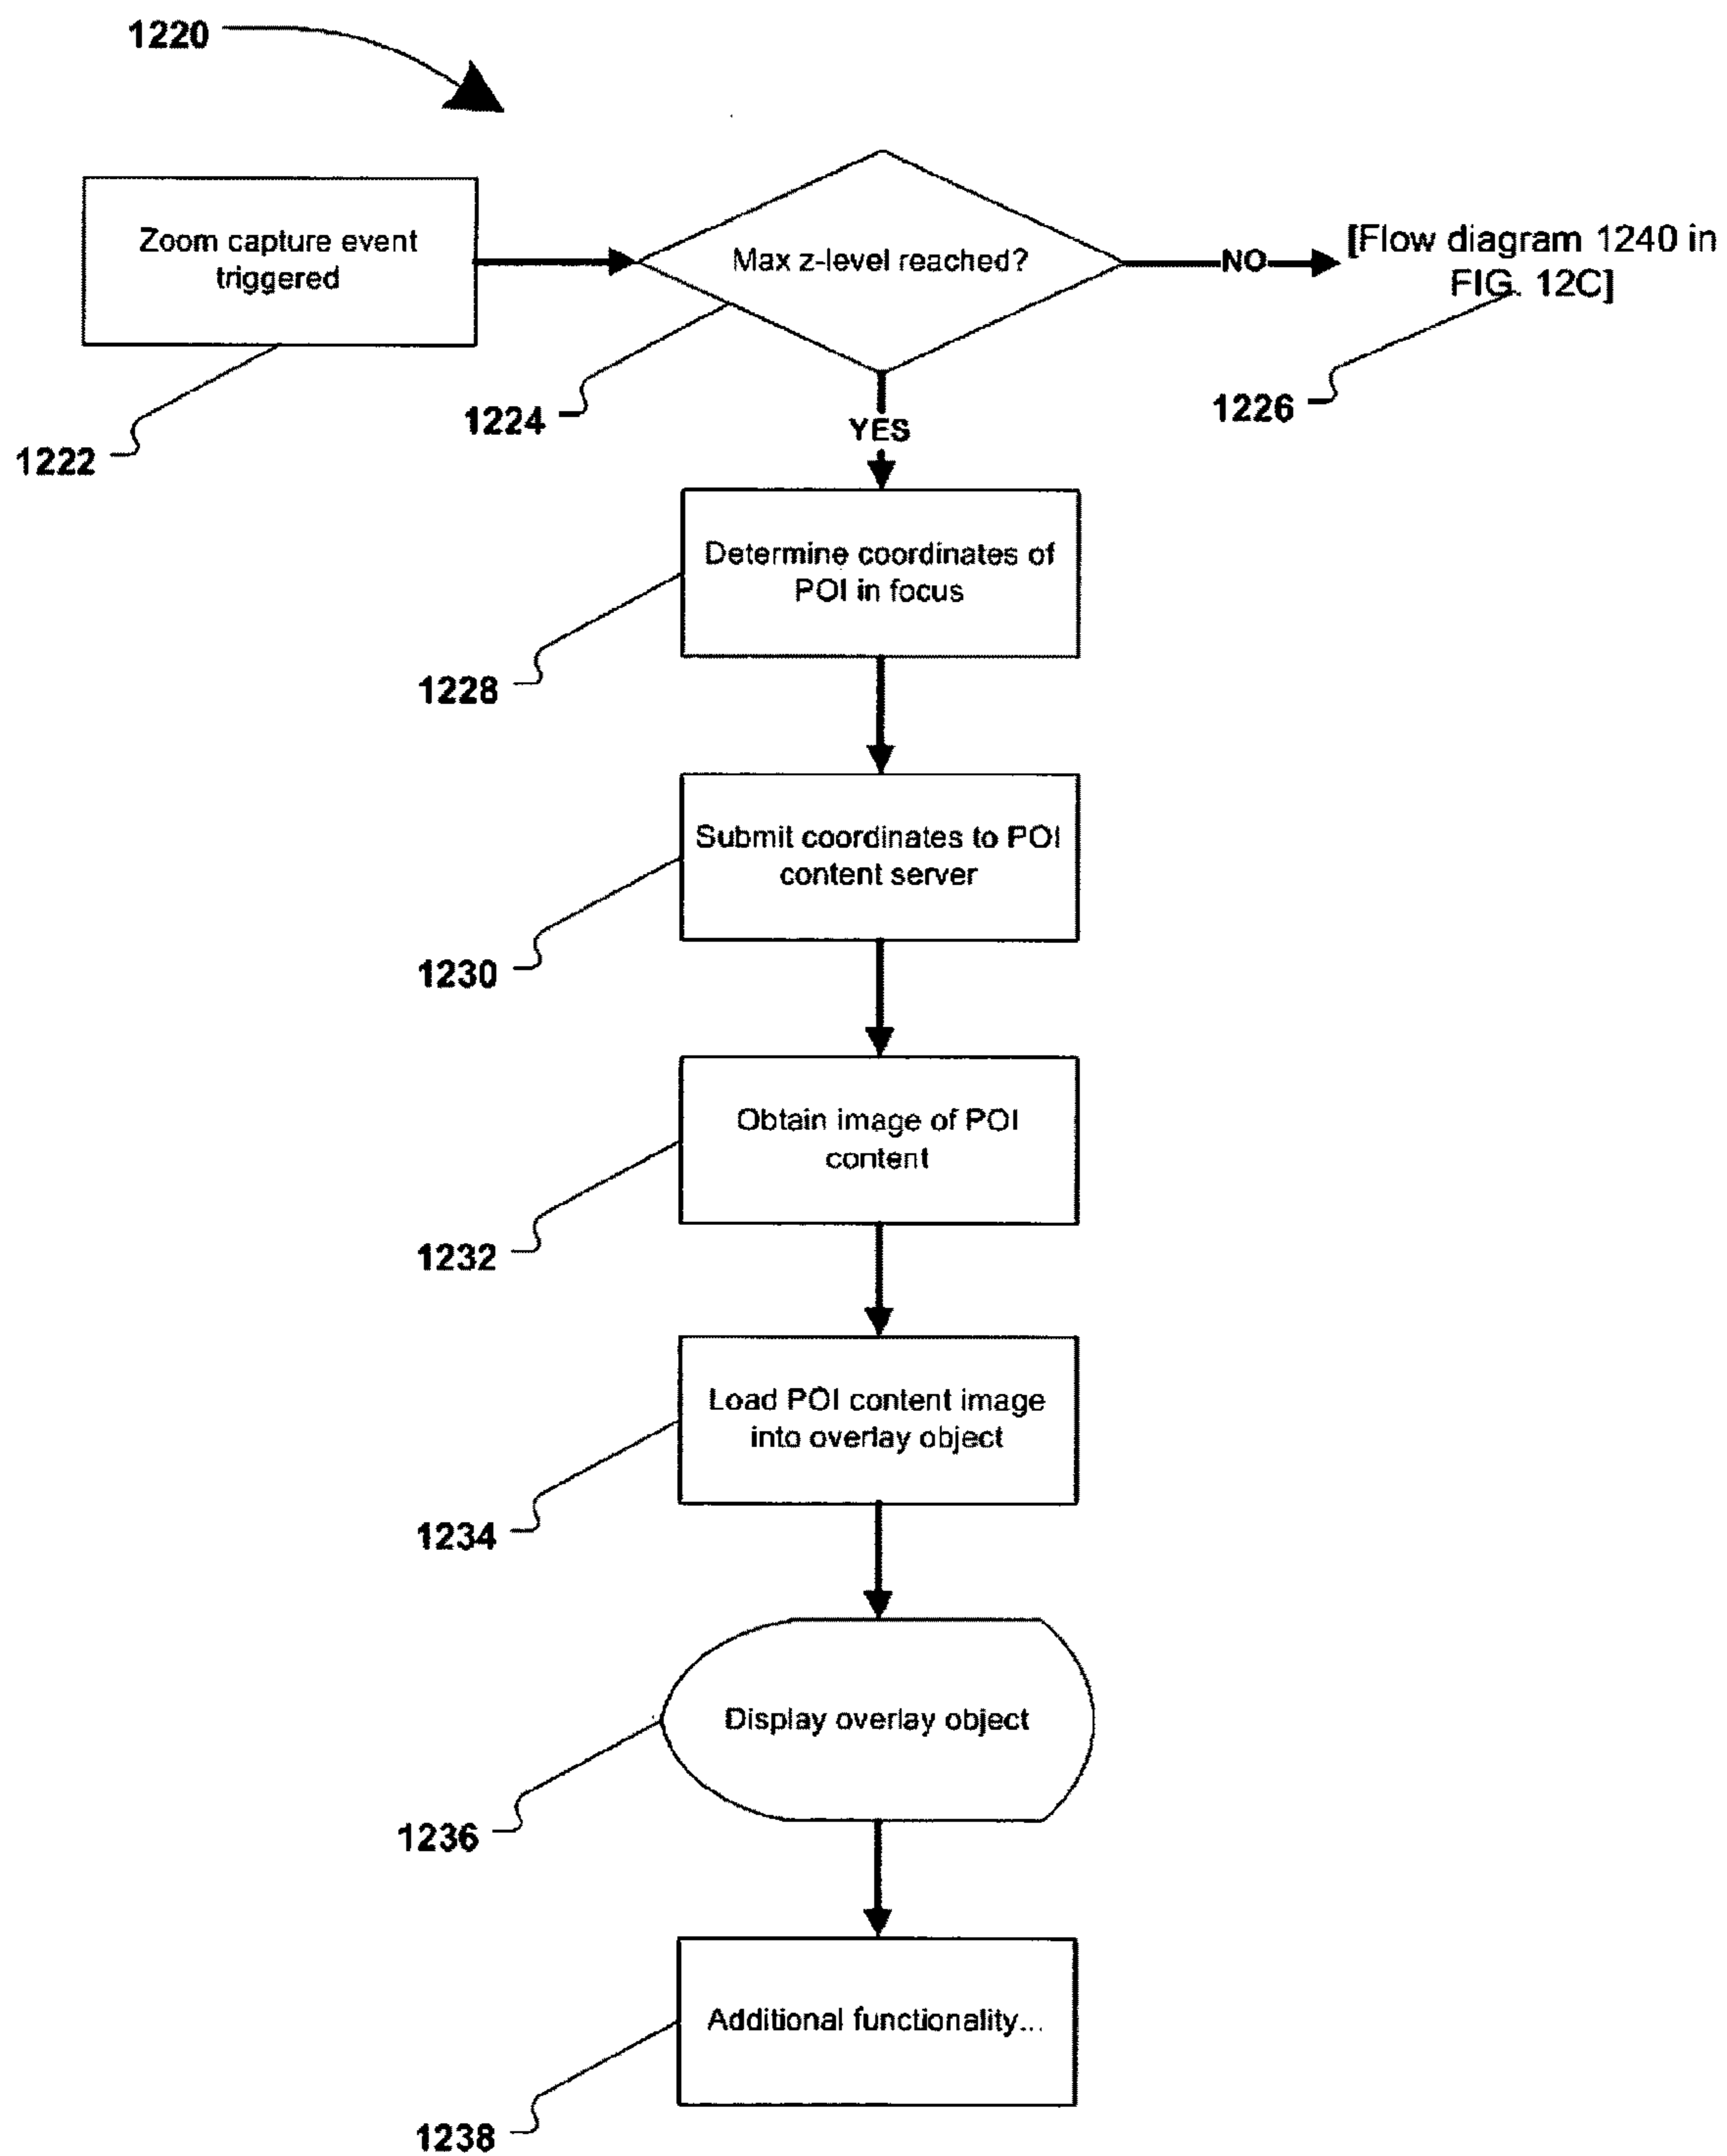 1220
Zoom capture event
triggered
Max z-level reached?
NO
[Flow diagram 1240 in
FIG. 12C]
1222
1224
YES
1226
Determine coordinates of
POI in focus
1228
Submit coordinates to POI
content server
1230
Obtain image of POI
content
1232
Load POI content image
into overlay object
1234
Display overlay object
1236
Additional functionality...
1238